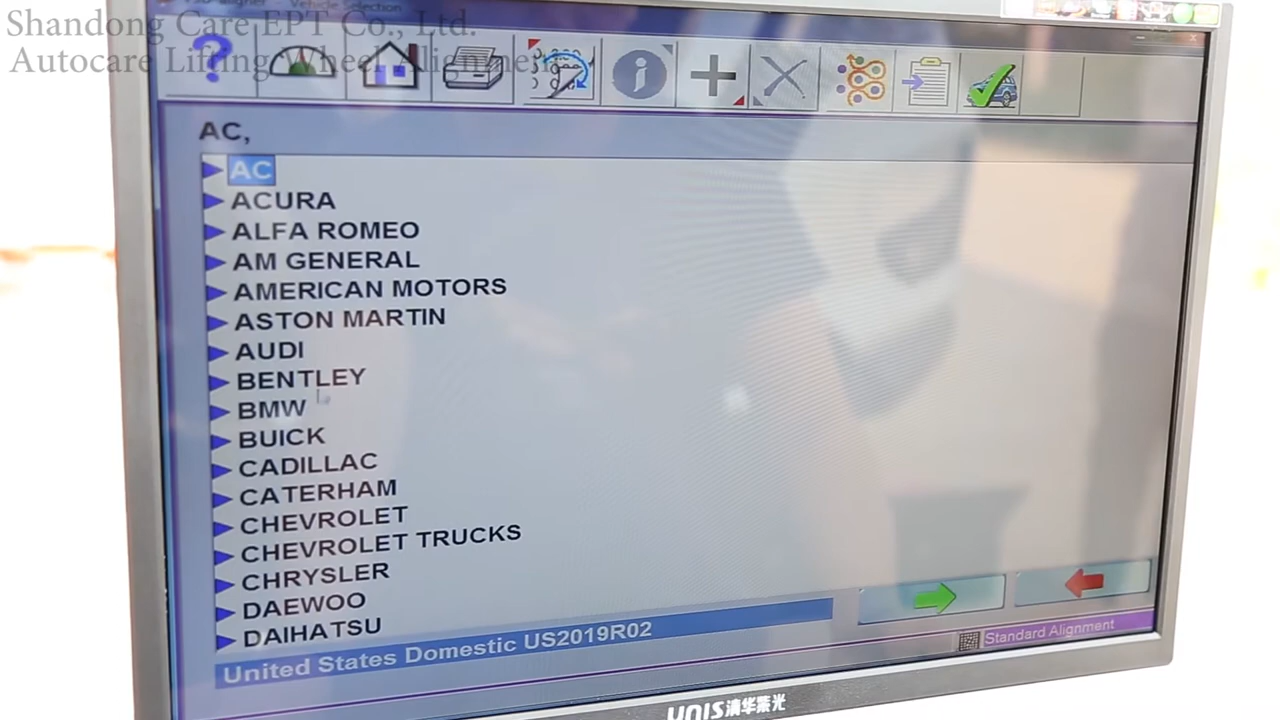 Shandong Care EPT Co., Ltd.
Autocare Lifting Wheel Alignment
Vehicle Selection
AC,
AC
ACURA
ALFA ROMEO
AM GENERAL
AMERICAN MOTORS
ASTON MARTIN
AUDI
BENTLEY
BMW
BUICK
CADILLAC
CATERHAM
CHEVROLET
CHEVROLET TRUCKS
CHRYSLER
DAEWOO
DAIHATSU
United States Domestic US2019R02
Standard Alignment
UNIS清华紫光